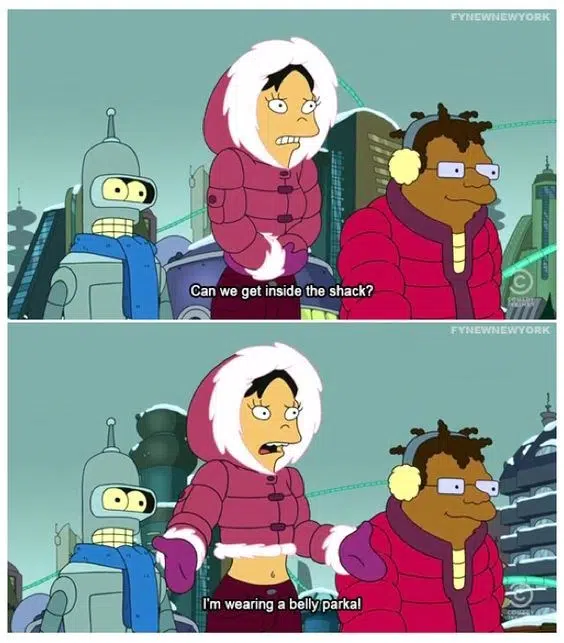 FYNEWNEWYORK
Can we get inside the shack?
FYNEWNEWYORK
I'm wearing a belly parka!